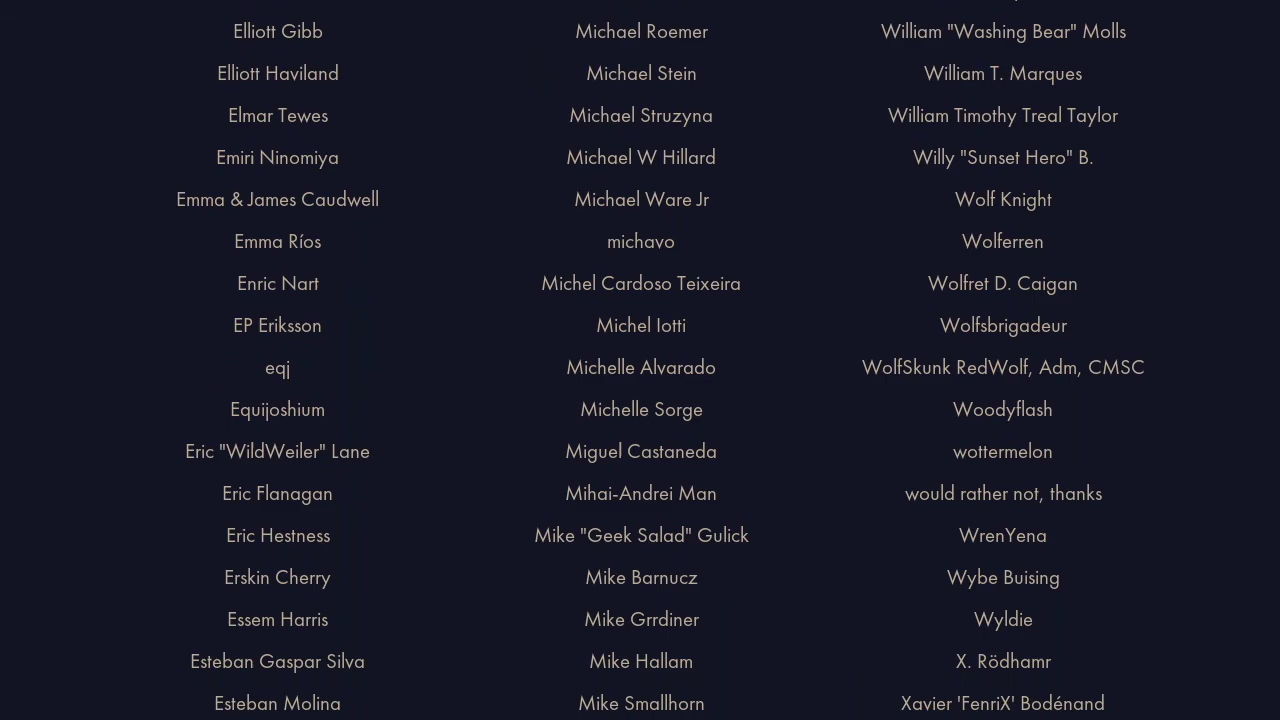 Elliott Gibb
Elliott Haviland
Elmar Tewes
Emiri Ninomiya
Emma & James Caudwell
Emma Ríos
Enric Nart
EP Eriksson
eqj
Equijoshium
Eric "WildWeiler" Lane
Eric Flanagan
Eric Hestness
Erskin Cherry
Essem Harris
Esteban Gaspar Silva
Esteban Molina
Michael Roemer
Michael Stein
Michael Struzyna
Michael W Hillard
Michael Ware Jr
michavo
Michel Cardoso Teixeira
Michel Iotti
Michelle Alvarado
Michelle Sorge
Miguel Castaneda
Mihai-Andrei Man
Mike "Geek Salad" Gulick
Mike Barnucz
Mike Grrdiner
Mike Hallam
Mike Smallhorn
William "Washing Bear" Molls
William T. Marques
William Timothy Treal Taylor
Willy "Sunset Hero" B.
Wolf Knight
Wolferren
Wolfret D. Caigan
Wolfsbrigadeur
WolfSkunk RedWolf, Adm, CMSC
Woodyflash
wottermelon
would rather not, thanks
WrenYena
Wybe Buising
Wyldie
X. Rödhamr
Xavier 'FenriX' Bodénand